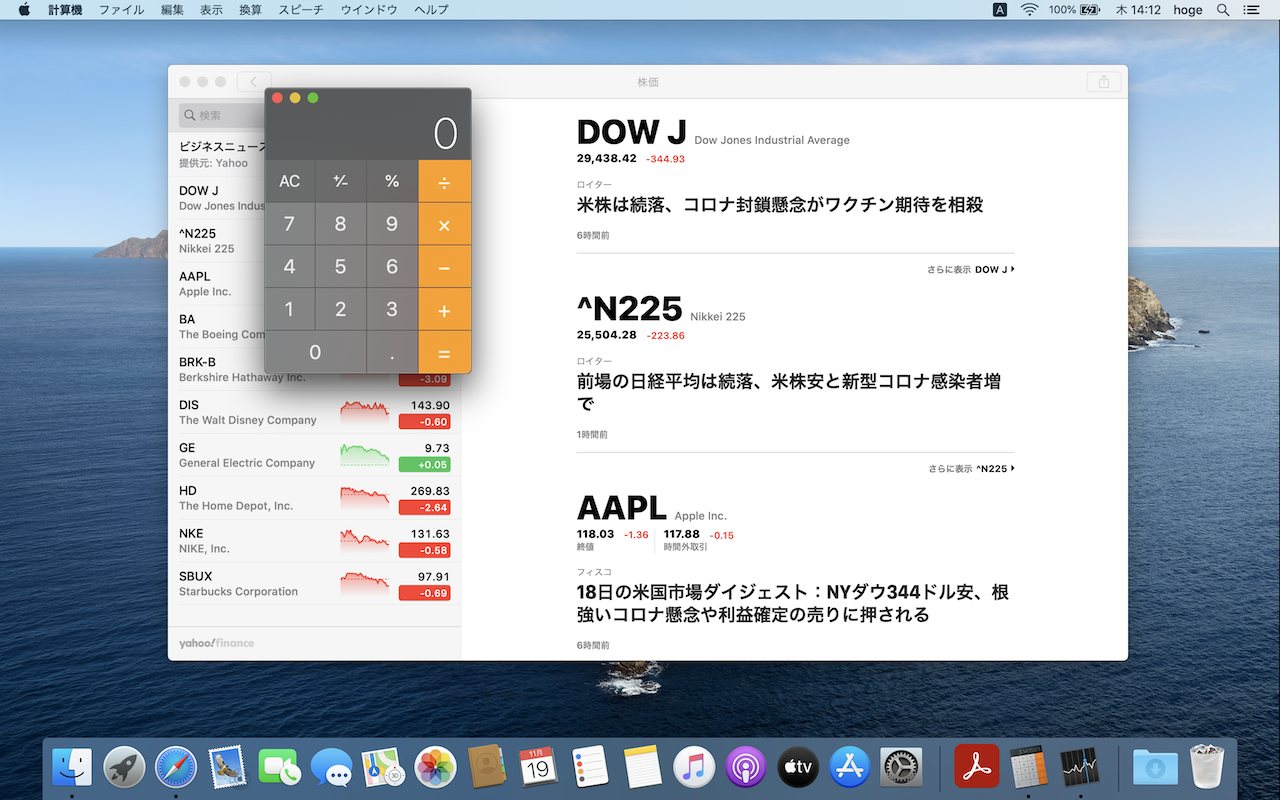 計算機 ファイル 編集 表示 換算 スピーチ ウインドウ ヘルプ
A 100% 木 14:12 hoge
株価
検索
ビジネスニュース
提供元: Yahoo
DOW J
Dow Jones Indus
^N225
Nikkei 225
AAPL
Apple Inc.
BA
The Boeing Com
BRK-B
Berkshire Hathaway Inc.
-3.09
DIS 143.90
The Walt Disney Company -0.60
GE 9.73
General Electric Company +0.05
HD 269.83
The Home Depot, Inc. -2.64
NKE 131.63
NIKE, Inc. -0.58
SBUX 97.91
Starbucks Corporation -0.69
yahoo!finance
0
AC +/- % ÷
7 8 9 ×
4 5 6 −
1 2 3 +
0 . =
DOW J Dow Jones Industrial Average
29,438.42 -344.93
ロイター
米株は続落、コロナ封鎖懸念がワクチン期待を相殺
6時間前
さらに表示 DOW J
^N225 Nikkei 225
25,504.28 -223.86
ロイター
前場の日経平均は続落、米株安と新型コロナ感染者増
で
1時間前
さらに表示 ^N225
AAPL Apple Inc.
118.03 -1.36 117.88 -0.15
終値 時間外取引
フィスコ
18日の米国市場ダイジェスト：NYダウ344ドル安、根
強いコロナ懸念や利益確定の売りに押される
6時間前
11月
19
tv